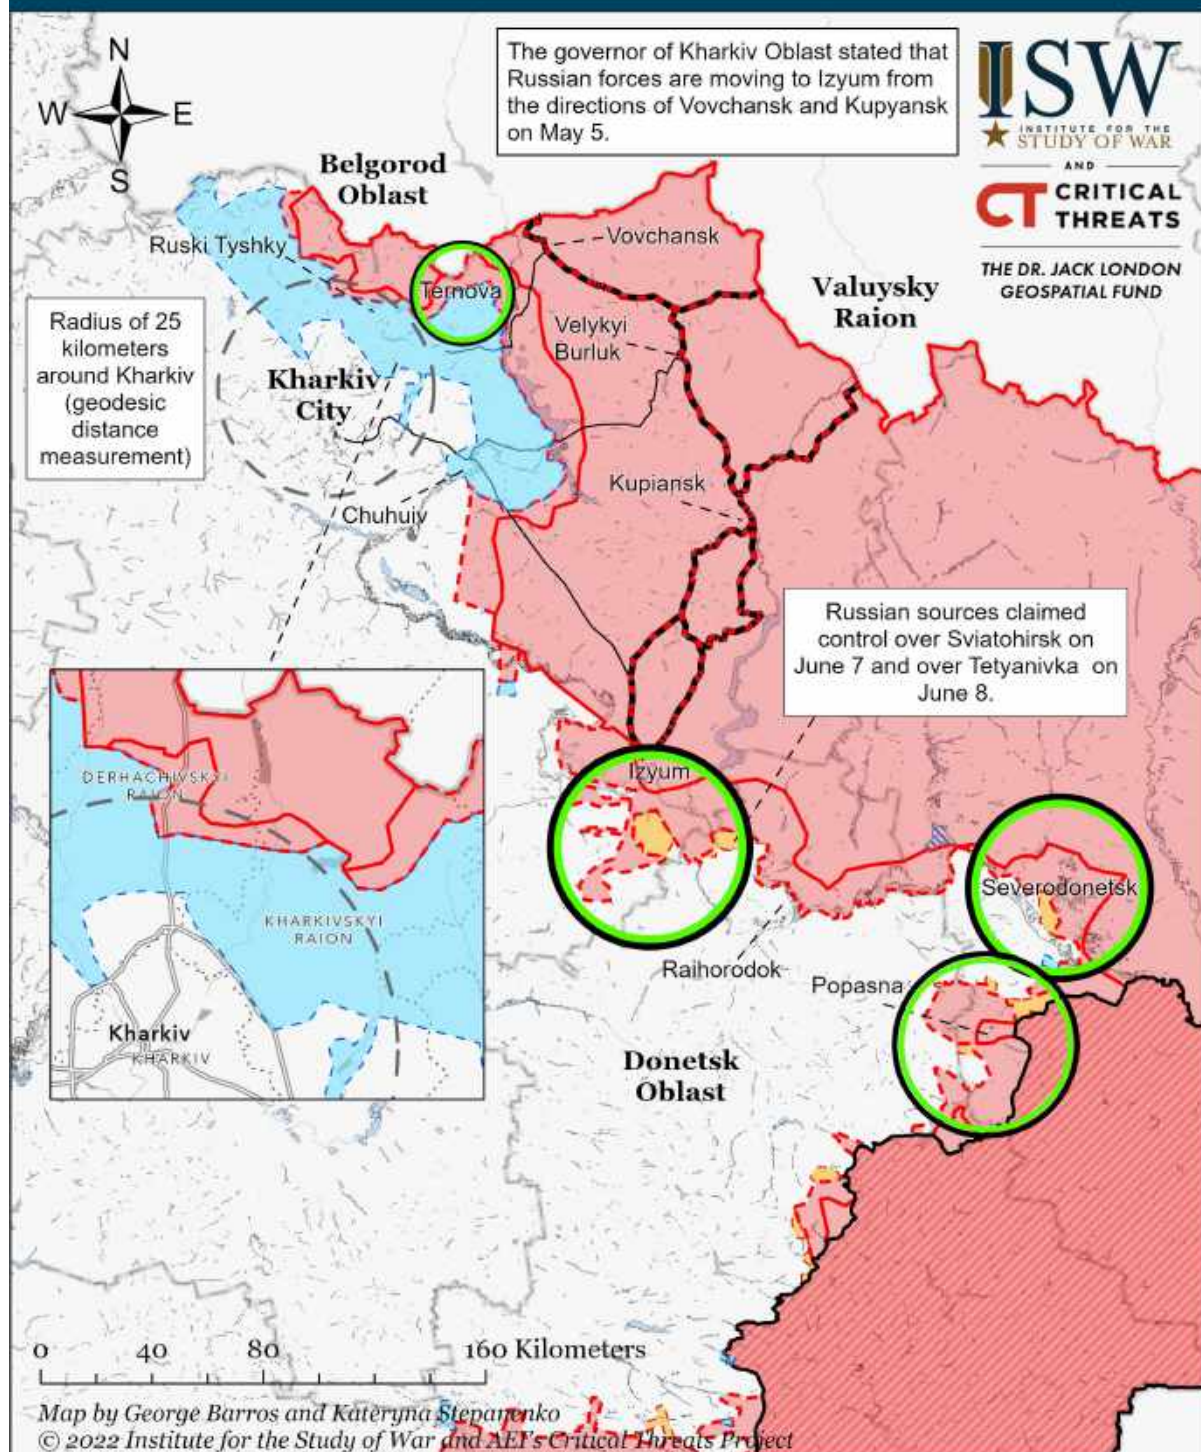 N
W E
S
The governor of Kharkiv Oblast stated that
Russian forces are moving to Izyum from
the directions of Vovchansk and Kupyansk
on May 5.
ISW
INSTITUTE FOR THE
STUDY OF WAR
AND
CT CRITICAL
THREATS
THE DR. JACK LONDON
GEOSPATIAL FUND
Belgorod
Oblast
Ruski Tyshky
Vovchansk
Ternova
Valuysky
Raion
Radius of 25
kilometers
around Kharkiv
(geodesic
distance
measurement)
Velykyi
Burluk
Kharkiv
City
Kupiansk
Chuhuiv
Russian sources claimed
control over Sviatohirsk on
June 7 and over Tetyanivka on
June 8.
DERHACHIVSKYI
RAION
Izyum
KHARKIVSKYI
RAION
Severodonetsk
Raihorodok
Popasna
Kharkiv
KHARKIV
Donetsk
Oblast
0 40 80 160 Kilometers
Map by George Barros and Kateryna Stepanenko
© 2022 Institute for the Study of War and AEI's Critical Threats Project